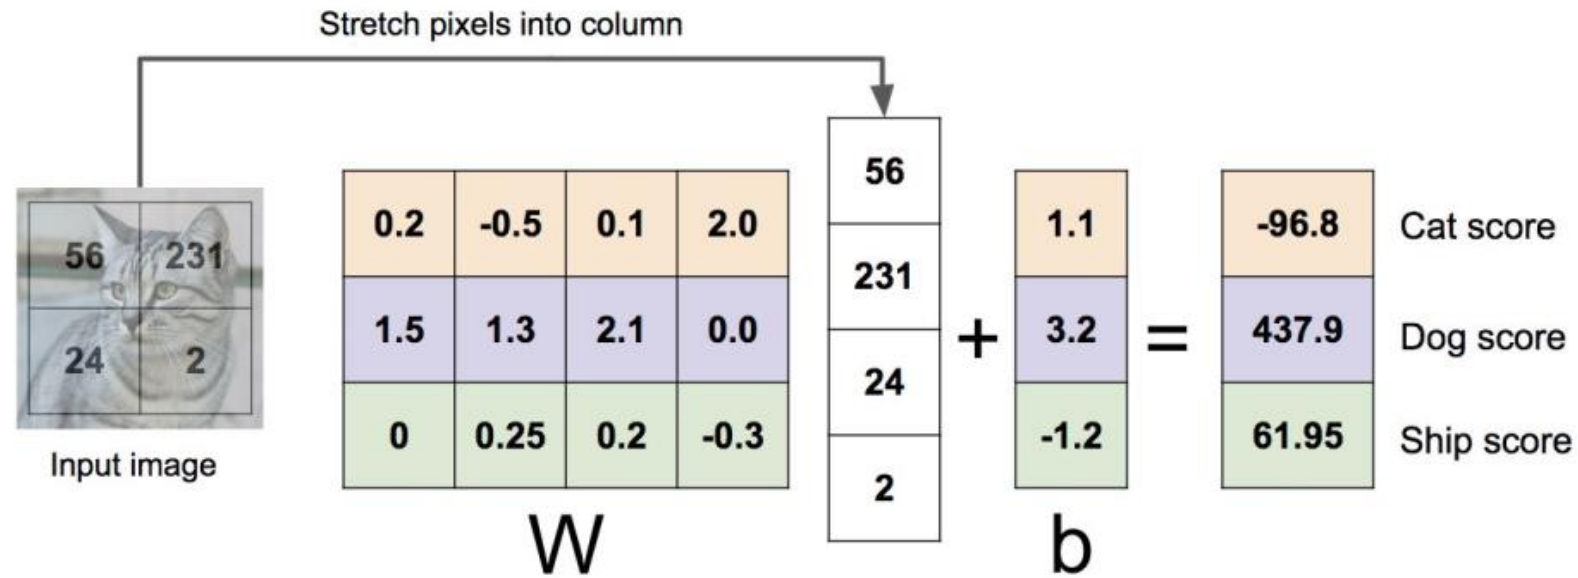 Stretch pixels into column
56 231
24 2
Input image
0.2 -0.5 0.1 2.0
1.5 1.3 2.1 0.0
0 0.25 0.2 -0.3
W
56
231
24
2
+
1.1
3.2
-1.2
b
=
-96.8 Cat score
437.9 Dog score
61.95 Ship score